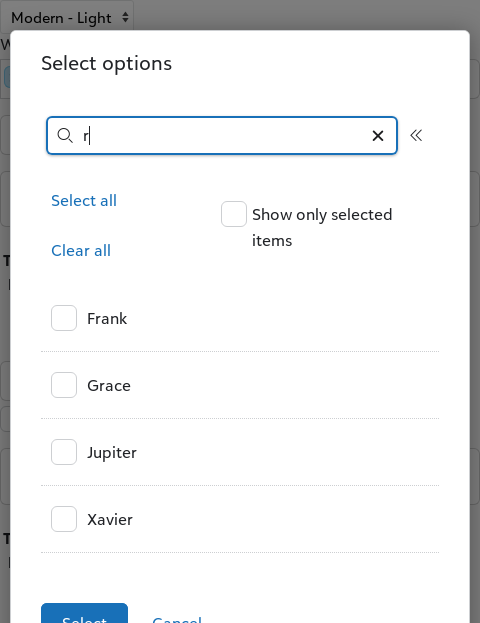 Modern - Light
W
Select options
r
Select all
Show only selected
items
Clear all
T
Frank
Grace
Jupiter
Xavier
T
Select
Cancel